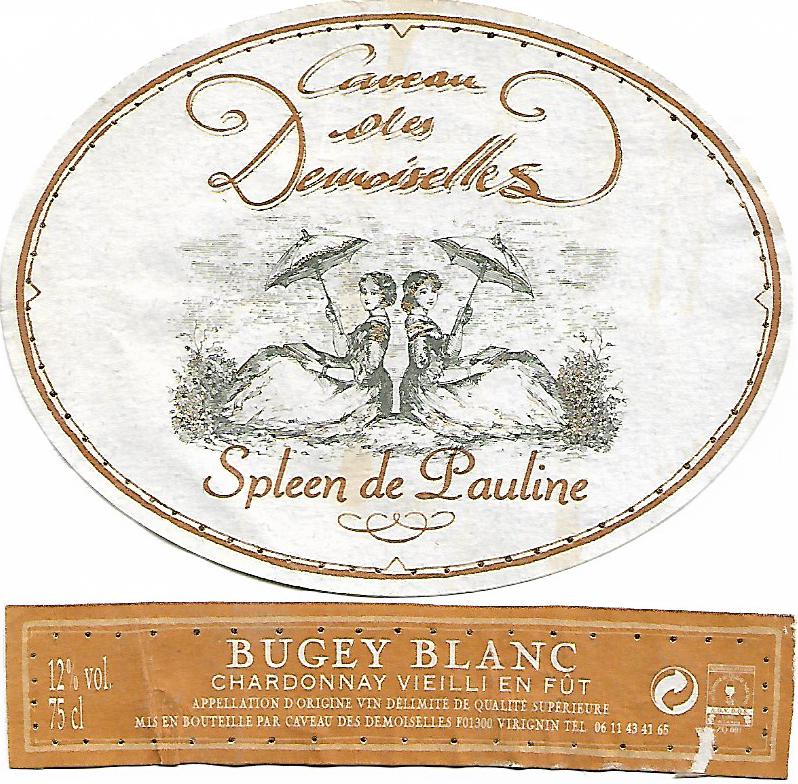 Caveau
des
Demoiselles
Spleen de Pauline
BUGEY BLANC
CHARDONNAY VIEILLI EN FÛT
12% vol.
75 cl
APPELLATION D'ORIGINE VIN DÉLIMITÉ DE QUALITÉ SUPÉRIEURE
MIS EN BOUTEILLE PAR CAVEAU DES DEMOISELLES F01300 VIRIGNIN TEL 06 11 43 41 65